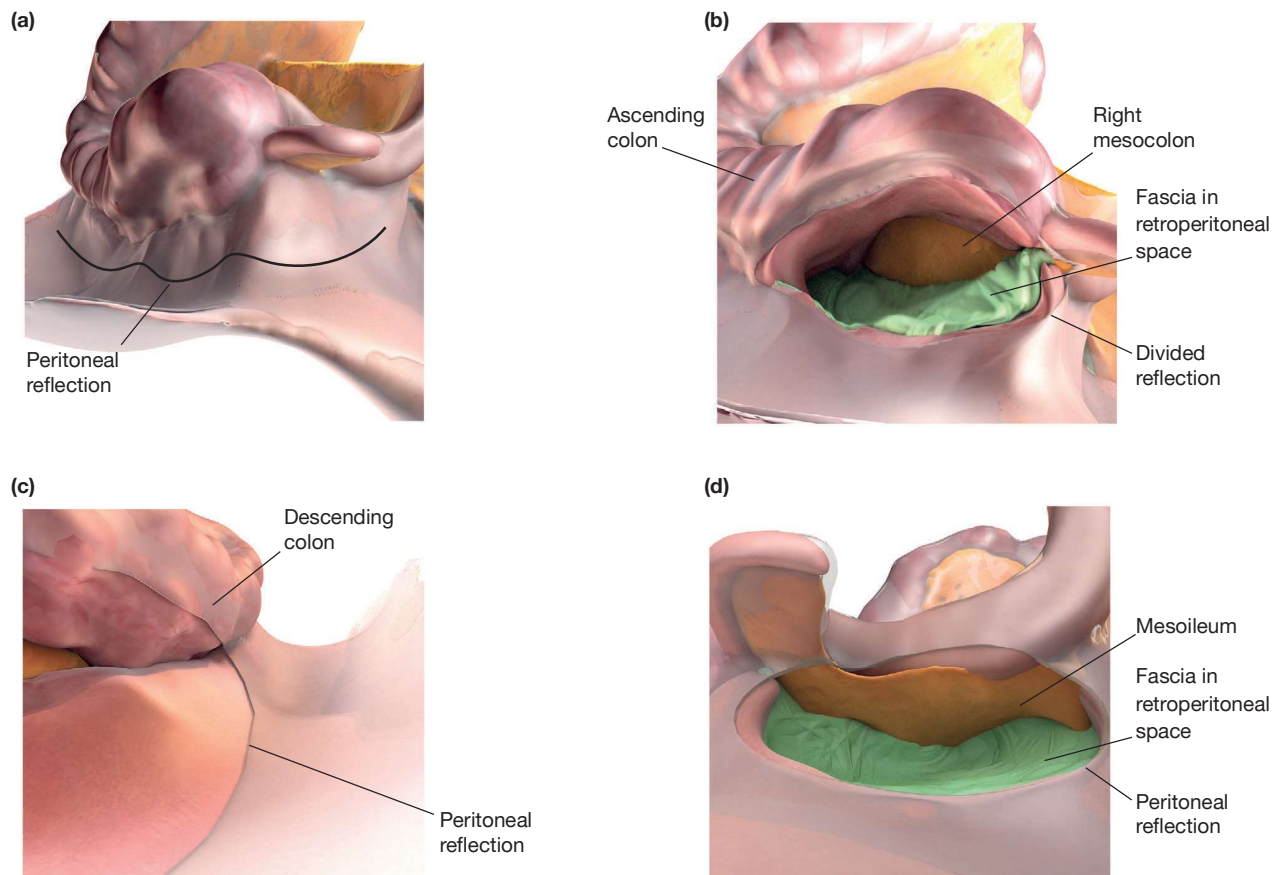 (a)
Peritoneal
reflection
(b)
Ascending
colon
Right
mesocolon
Fascia in
retroperitoneal
space
Divided
reflection
(c)
Descending
colon
Peritoneal
reflection
(d)
Mesoileum
Fascia in
retroperitoneal
space
Peritoneal
reflection